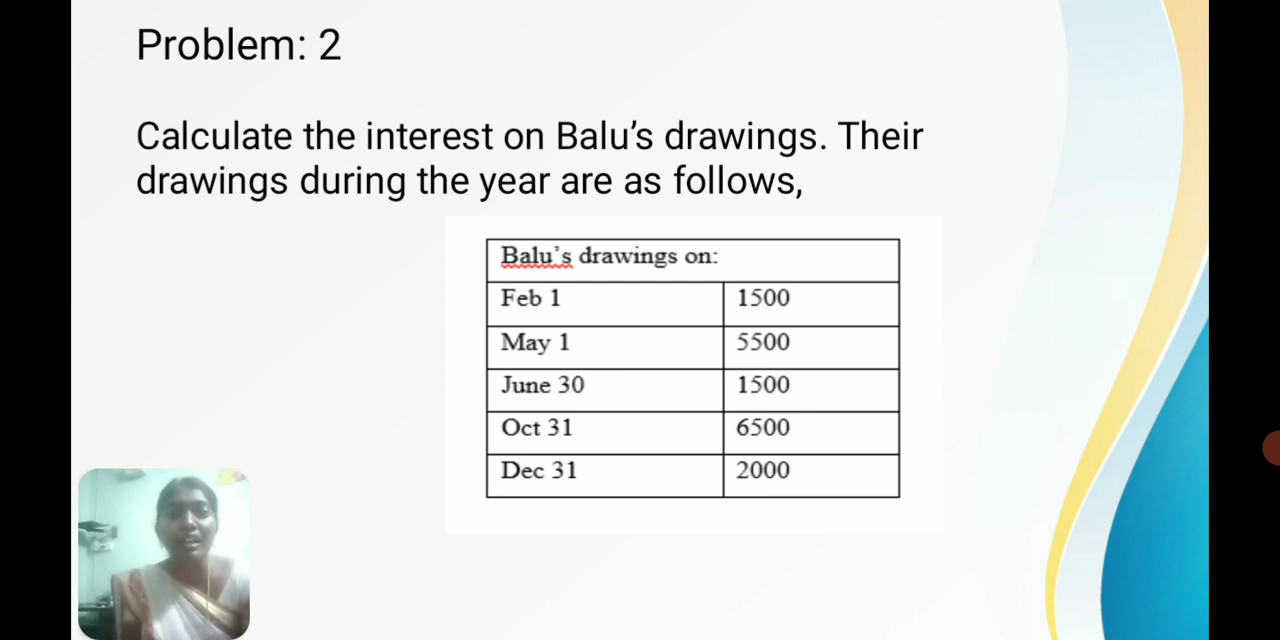 Problem: 2
Calculate the interest on Balu’s drawings. Their
drawings during the year are as follows,
Balu’s drawings on:
Feb 1 1500
May 1 5500
June 30 1500
Oct 31 6500
Dec 31 2000